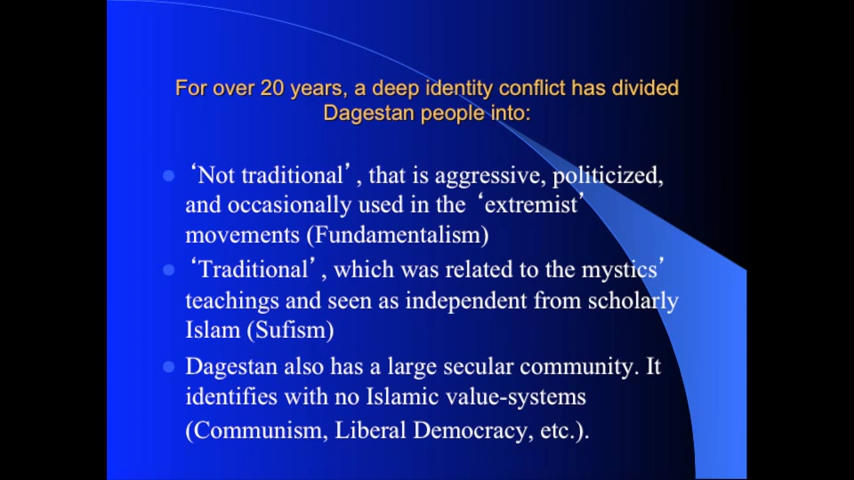 For over 20 years, a deep identity conflict has divided
Dagestan people into:
‘Not traditional’, that is aggressive, politicized,
and occasionally used in the ‘extremist’
movements (Fundamentalism)
‘Traditional’, which was related to the mystics’
teachings and seen as independent from scholarly
Islam (Sufism)
Dagestan also has a large secular community. It
identifies with no Islamic value-systems
(Communism, Liberal Democracy, etc.).